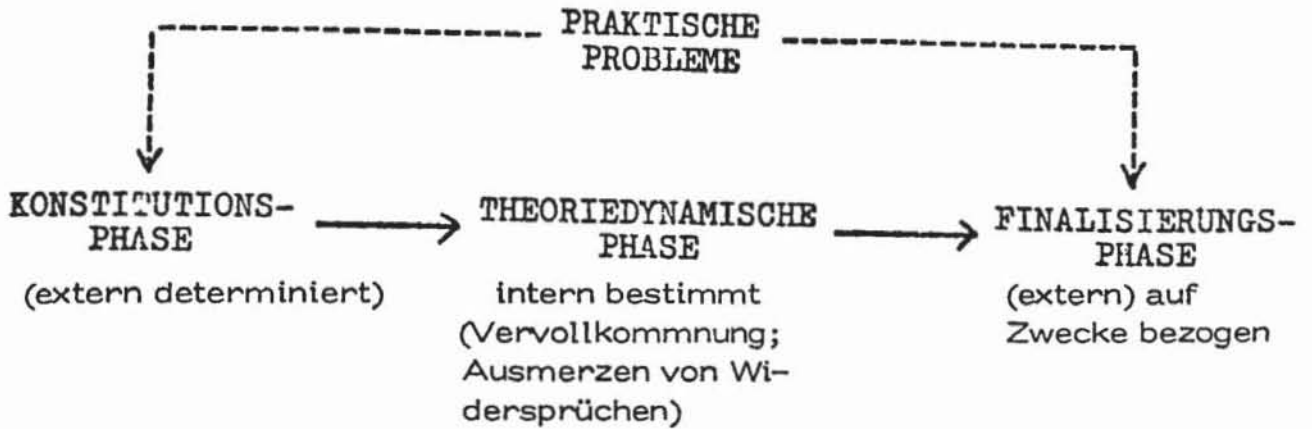 PRAKTISCHE
PROBLEME
KONSTITUTIONS-
PHASE
(extern determiniert)
THEORIEDYNAMISCHE
PHASE
intern bestimmt
(Vervollkommnung;
Ausmerzen von Wi-
dersprüchen)
FINALISIERUNGS-
PHASE
(extern) auf
Zwecke bezogen